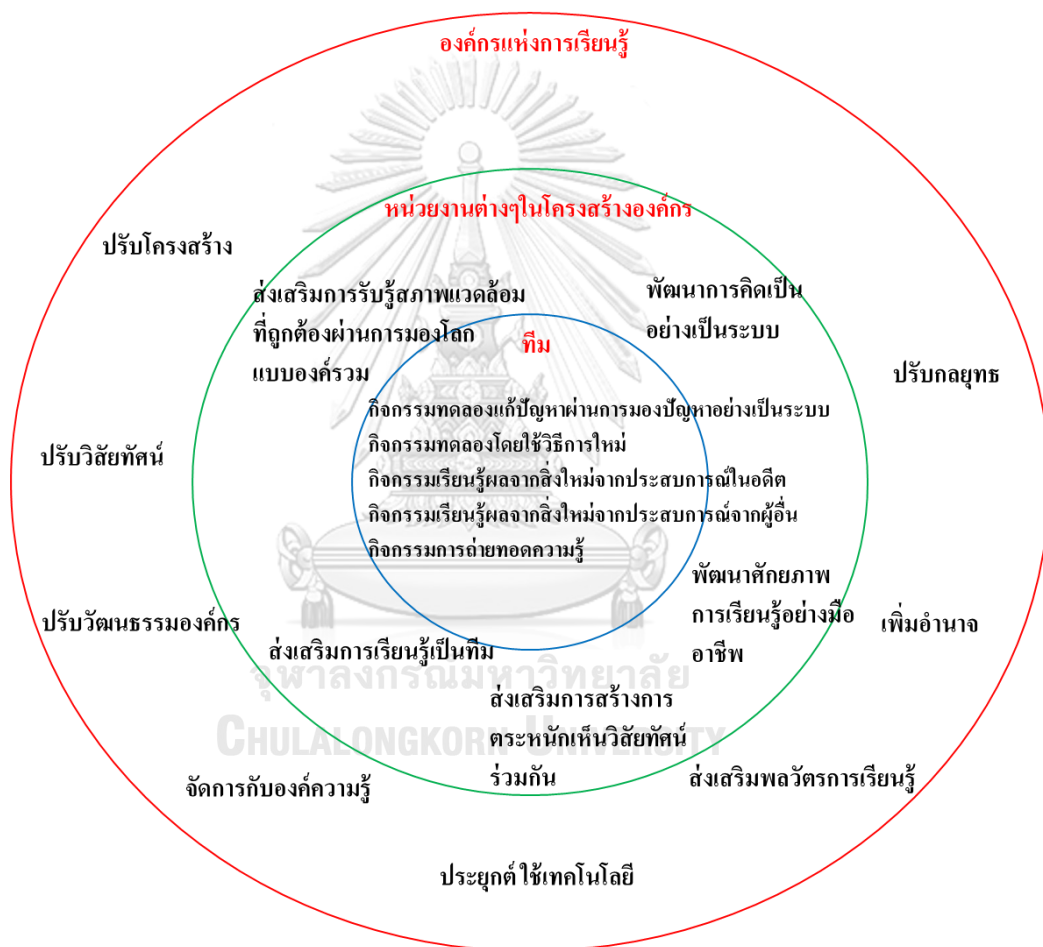 องค์กรแห่งการเรียนรู้
หน่วยงานต่างๆในโครงสร้างองค์กร
ปรับโครงสร้าง
ส่งเสริมการรับรู้สภาพแวดล้อม
ที่ถูกต้องผ่านการมองโลก
แบบองค์รวม
พัฒนาการคิดเป็น
อย่างเป็นระบบ
ทีม
ปรับกลยุทธ
กิจกรรมทดลองแก้ปัญหาผ่านการมองปัญหาอย่างเป็นระบบ
กิจกรรมทดลองโดยใช้วิธีการใหม่
กิจกรรมเรียนรู้ผลจากสิ่งใหม่จากประสบการณ์ในอดีต
กิจกรรมเรียนรู้ผลจากสิ่งใหม่จากประสบการณ์จากผู้อื่น
กิจกรรมการถ่ายทอดความรู้
ปรับวิสัยทัศน์
พัฒนาศักยภาพ
การเรียนรู้อย่างมือ
อาชีพ
ปรับวัฒนธรรมองค์กร
เพิ่มอำนาจ
ส่งเสริมการเรียนรู้เป็นทีม
จุฬาลงกรณ์มหาวิทยาลัย
CHULALONGKORN UNIVERSITY
ส่งเสริมการสร้างการ
ตระหนักเห็นวิสัยทัศน์
ร่วมกัน
จัดการกับองค์ความรู้
ส่งเสริมพลวัตรการเรียนรู้
ประยุกต์ใช้เทคโนโลยี